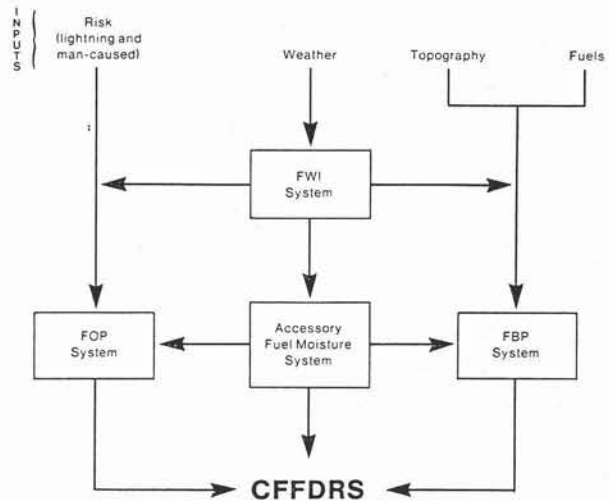 INPUTS
Risk
(lightning and
man-caused)
Weather
Topography
Fuels
FWI
System
FOP
System
Accessory
Fuel Moisture
System
FBP
System
CFFDRS